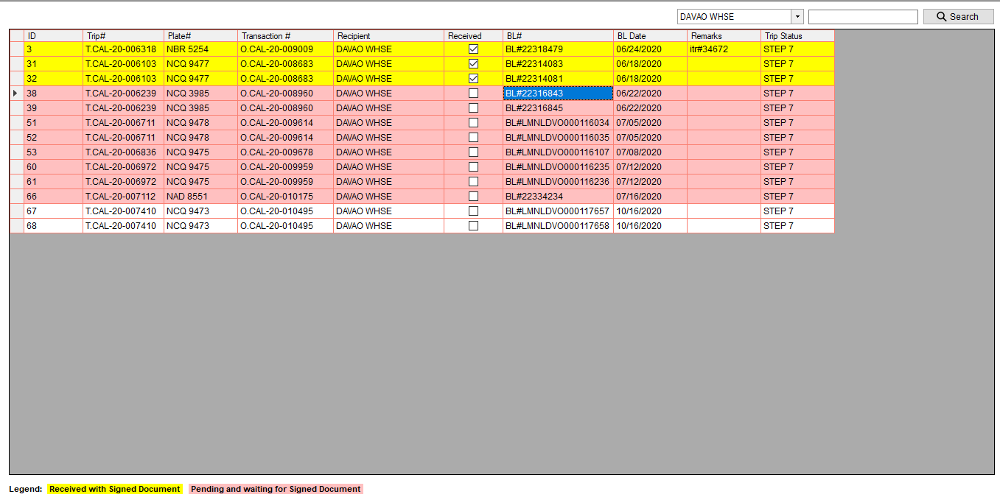 DAVAO WHSE Search
ID Trip# Plate# Transaction # Recipient Received BL# BL Date Remarks Trip Status
3 T.CAL-20-006318 NBR 5254 O.CAL-20-009009 DAVAO WHSE BL#22318479 06/24/2020 itr#34672 STEP 7
31 T.CAL-20-006103 NCQ 9477 O.CAL-20-008683 DAVAO WHSE BL#22314083 06/18/2020 STEP 7
32 T.CAL-20-006103 NCQ 9477 O.CAL-20-008683 DAVAO WHSE BL#22314081 06/18/2020 STEP 7
38 T.CAL-20-006239 NCQ 3985 O.CAL-20-008960 DAVAO WHSE BL#22316843 06/22/2020 STEP 7
39 T.CAL-20-006239 NCQ 3985 O.CAL-20-008960 DAVAO WHSE BL#22316845 06/22/2020 STEP 7
51 T.CAL-20-006711 NCQ 9478 O.CAL-20-009614 DAVAO WHSE BL#LMNLDVO000116034 07/05/2020 STEP 7
52 T.CAL-20-006711 NCQ 9478 O.CAL-20-009614 DAVAO WHSE BL#LMNLDVO000116035 07/05/2020 STEP 7
53 T.CAL-20-006836 NCQ 9475 O.CAL-20-009678 DAVAO WHSE BL#LMNLDVO000116107 07/08/2020 STEP 7
60 T.CAL-20-006972 NCQ 9475 O.CAL-20-009959 DAVAO WHSE BL#LMNLDVO000116235 07/12/2020 STEP 7
61 T.CAL-20-006972 NCQ 9475 O.CAL-20-009959 DAVAO WHSE BL#LMNLDVO000116236 07/12/2020 STEP 7
66 T.CAL-20-007112 NAD 8551 O.CAL-20-010175 DAVAO WHSE BL#22334234 07/16/2020 STEP 7
67 T.CAL-20-007410 NCQ 9473 O.CAL-20-010495 DAVAO WHSE BL#LMNLDVO000117657 10/16/2020 STEP 7
68 T.CAL-20-007410 NCQ 9473 O.CAL-20-010495 DAVAO WHSE BL#LMNLDVO000117658 10/16/2020 STEP 7
Legend: Received with Signed Document Pending and waiting for Signed Document